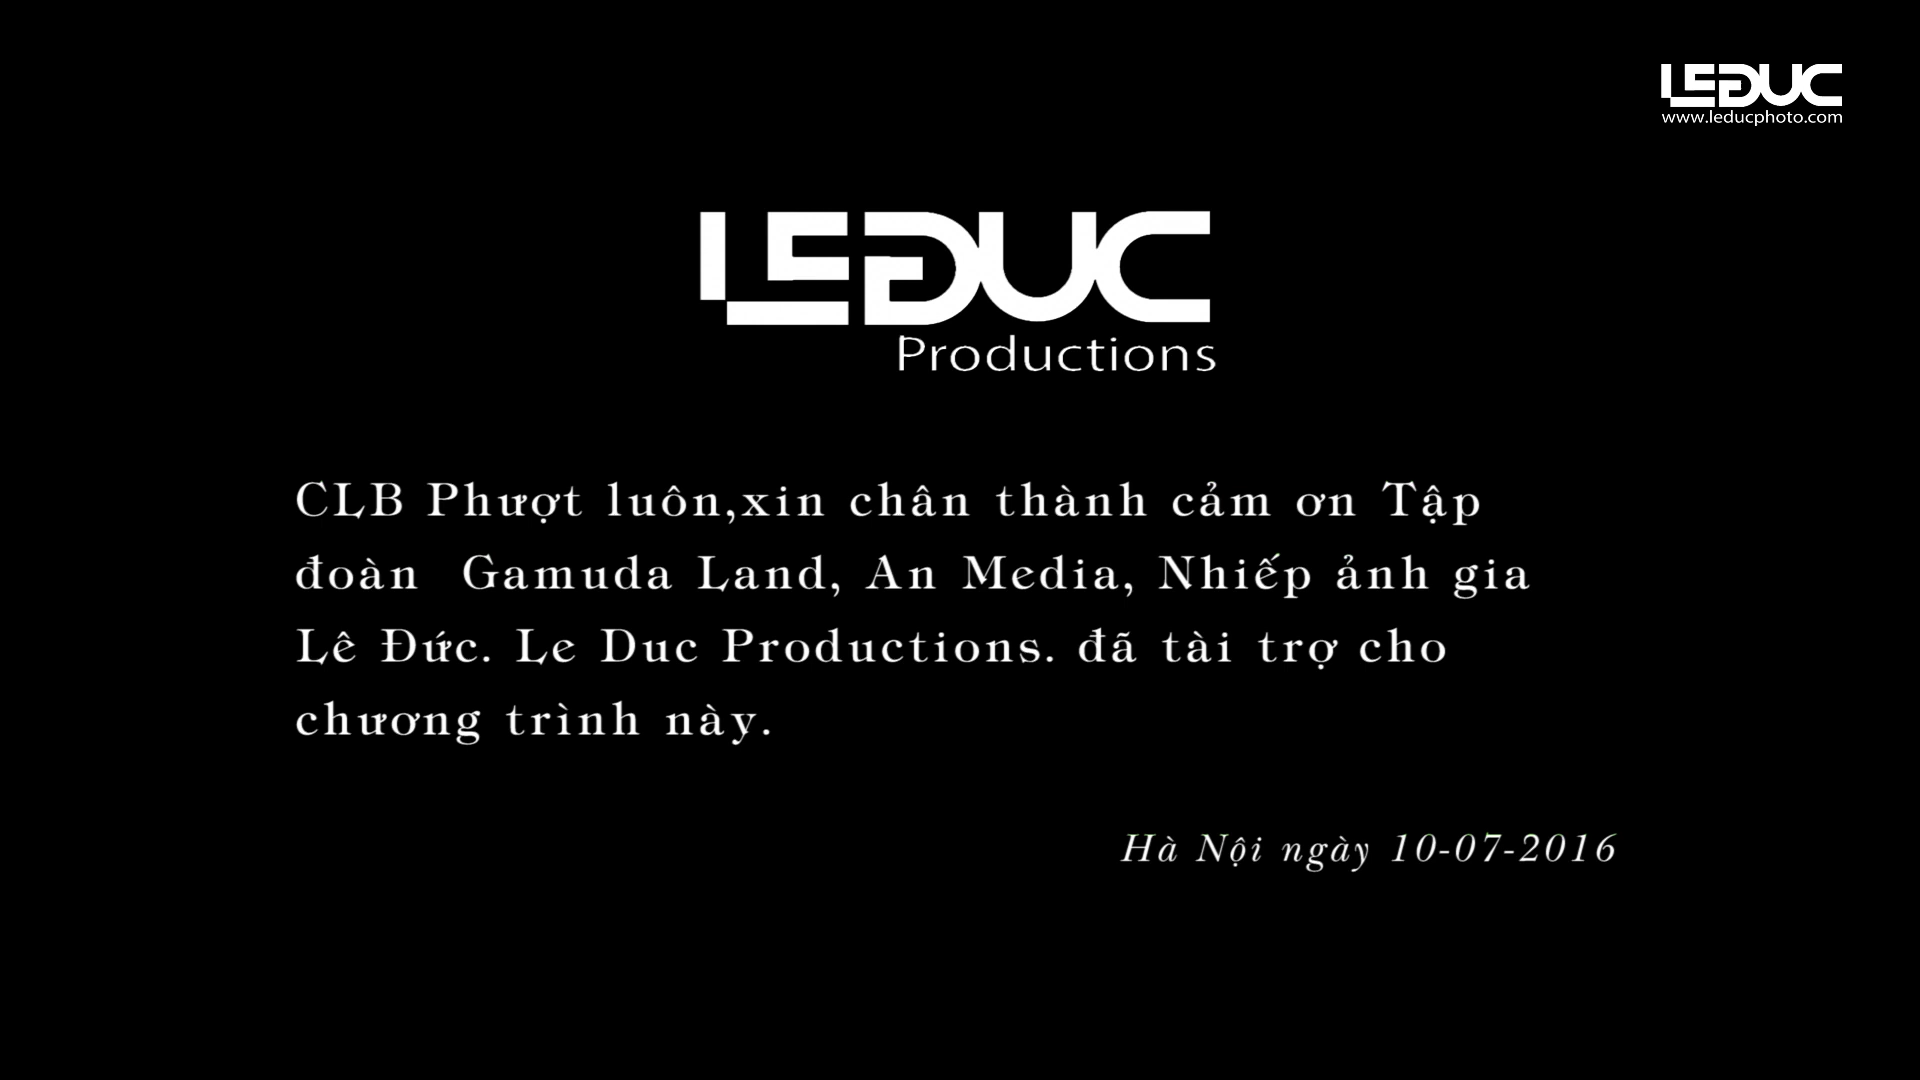 LEĐUC
www.leducphoto.com
LEĐUC
Productions
CLB Phượt luôn,xin chân thành cảm ơn Tập
đoàn  Gamuda Land, An Media, Nhiếp ảnh gia
Lê Đức. Le Duc Productions. đã tài trợ cho
chương trình này.
Hà Nội ngày 10-07-2016